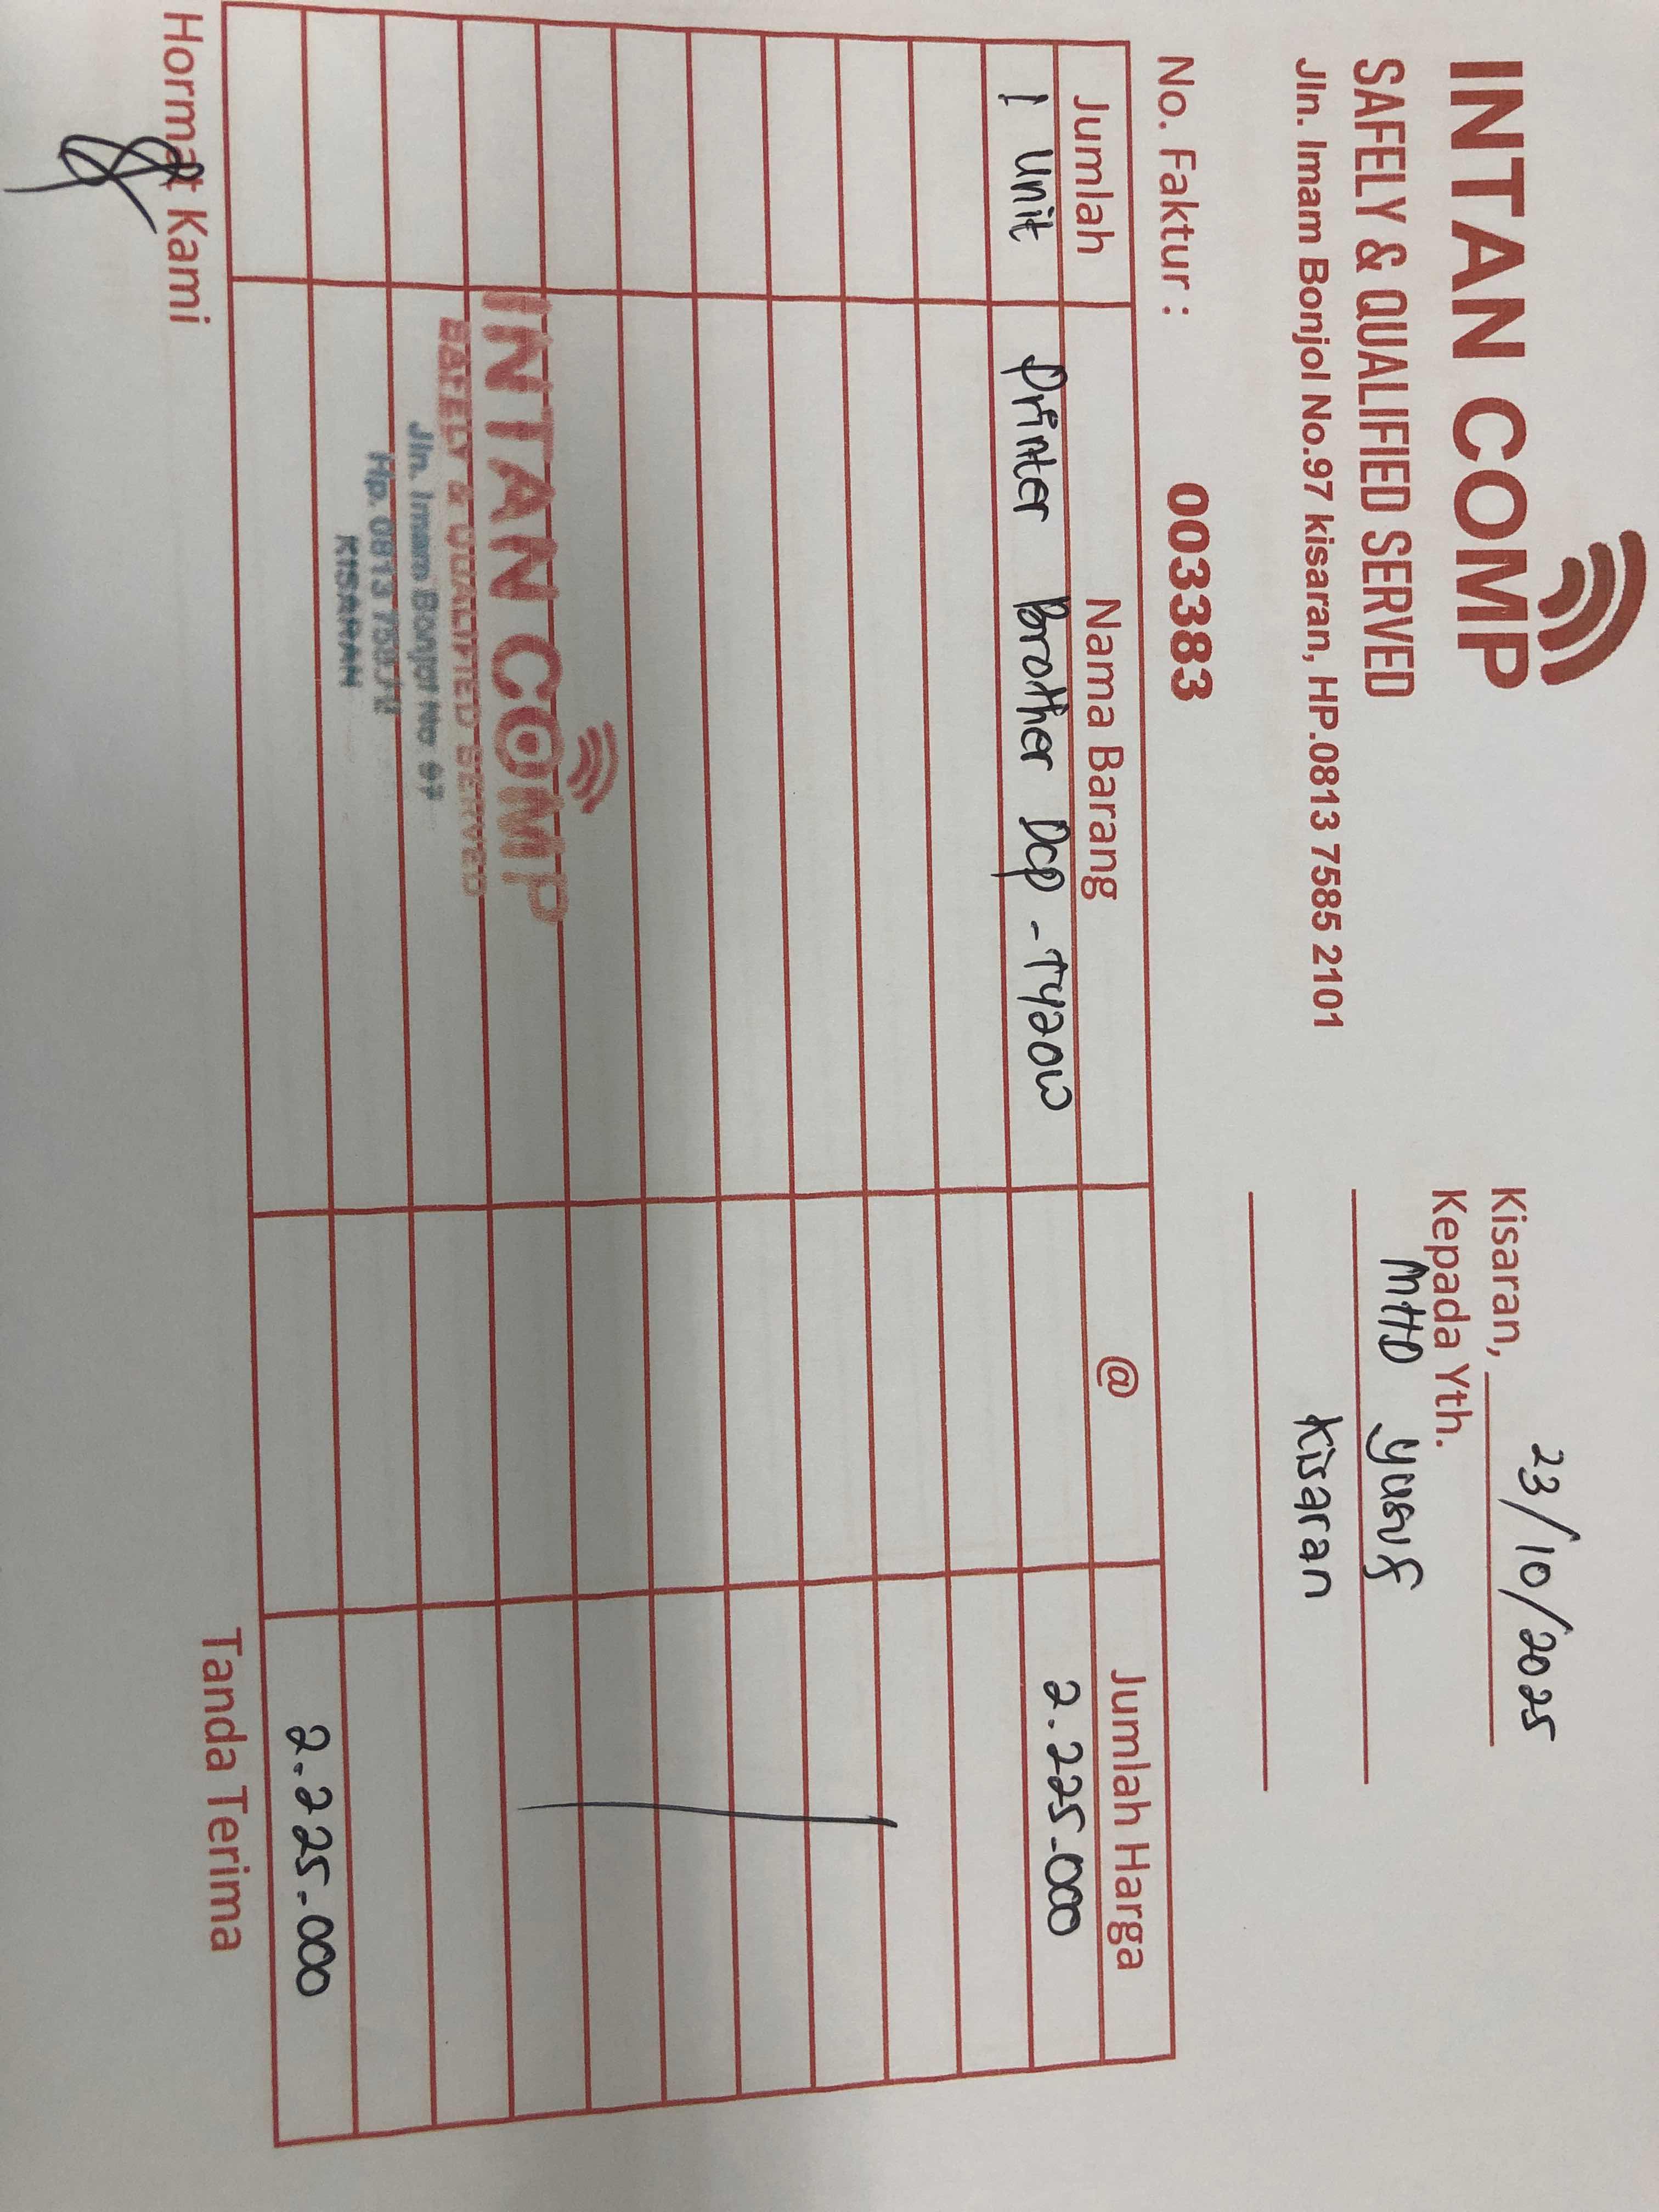 INTAN COMP
SAFELY & QUALIFIED SERVED
Jln. Imam Bonjol No.97 kisaran, HP.0813 7585 2101
Kisaran, 23/10/2025
Kepada Yth.
MHD yusuf
Kisaran
No. Faktur : 003383
Jumlah Nama Barang @ Jumlah Harga
1 Unit Printer Brother Dcp - T420W 2.225.000
INTAN COMP
SAFELY & QUALIFIED SERVED
Jln. Imam Bonjol No 97
Hp. 0813
KISARAN
2.225.000
Hormat Kami Tanda Terima